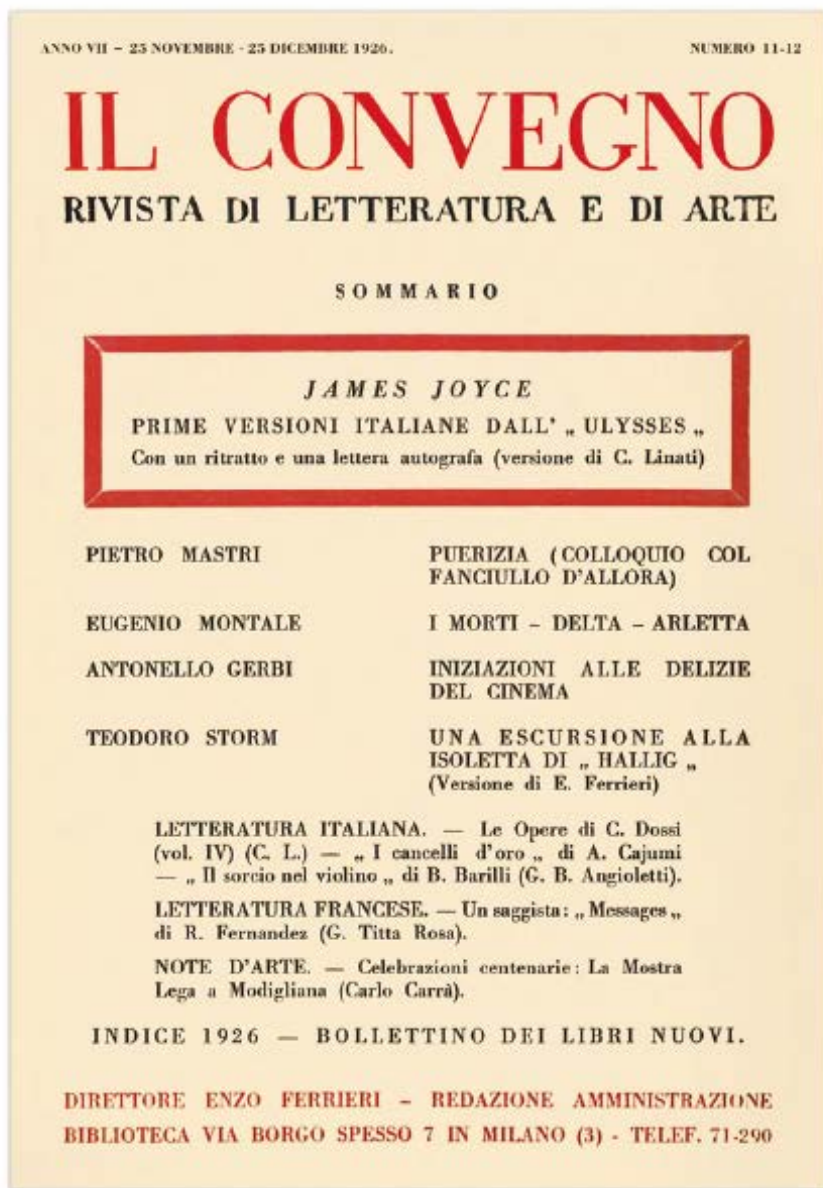 ANNO VII – 25 NOVEMBRE - 25 DICEMBRE 1926. NUMERO 11-12
IL CONVEGNO
RIVISTA DI LETTERATURA E DI ARTE
SOMMARIO
JAMES JOYCE
PRIME VERSIONI ITALIANE DALL' „ ULYSSES „
Con un ritratto e una lettera autografa (versione di C. Linati)
PIETRO MASTRI PUERIZIA (COLLOQUIO COL
FANCIULLO D'ALLORA)
EUGENIO MONTALE I MORTI – DELTA – ARLETTA
ANTONELLO GERBI INIZIAZIONI ALLE DELIZIE
DEL CINEMA
TEODORO STORM UNA ESCURSIONE ALLA
ISOLETTA DI „ HALLIG „
(Versione di E. Ferrieri)
LETTERATURA ITALIANA. — Le Opere di C. Dossi
(vol. IV) (C. L.) — „ I cancelli d'oro „ di A. Cajumi
— „ Il sorcio nel violino „ di B. Barilli (G. B. Angioletti).
LETTERATURA FRANCESE. — Un saggista: „ Messages „
di R. Fernandez (G. Titta Rosa).
NOTE D'ARTE. — Celebrazioni centenarie: La Mostra
Lega a Modigliana (Carlo Carrà).
INDICE 1926 — BOLLETTINO DEI LIBRI NUOVI.
DIRETTORE ENZO FERRIERI – REDAZIONE AMMINISTRAZIONE
BIBLIOTECA VIA BORGO SPESSO 7 IN MILANO (3) - TELEF. 71-290